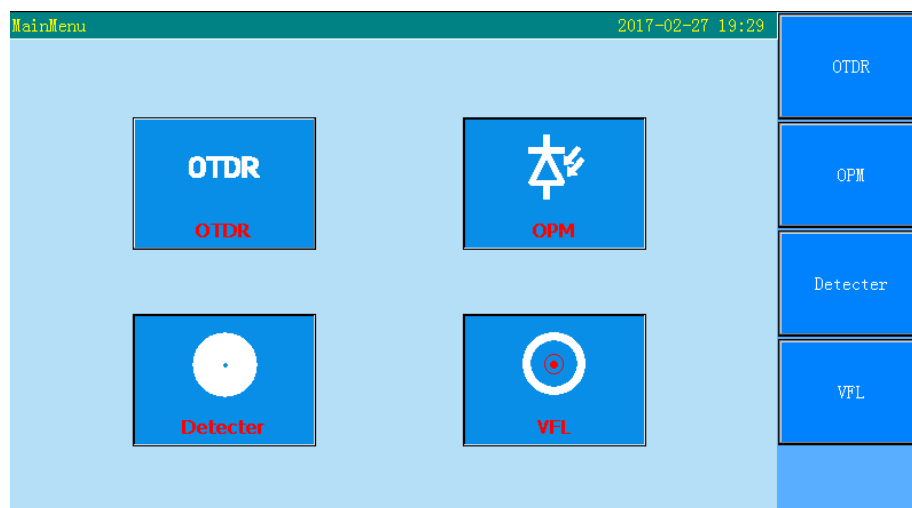 MainMenu 2017-02-27 19:29
OTDR
OTDR
OPM
Detecter
VFL
OTDR
OPM
Detecter
VFL